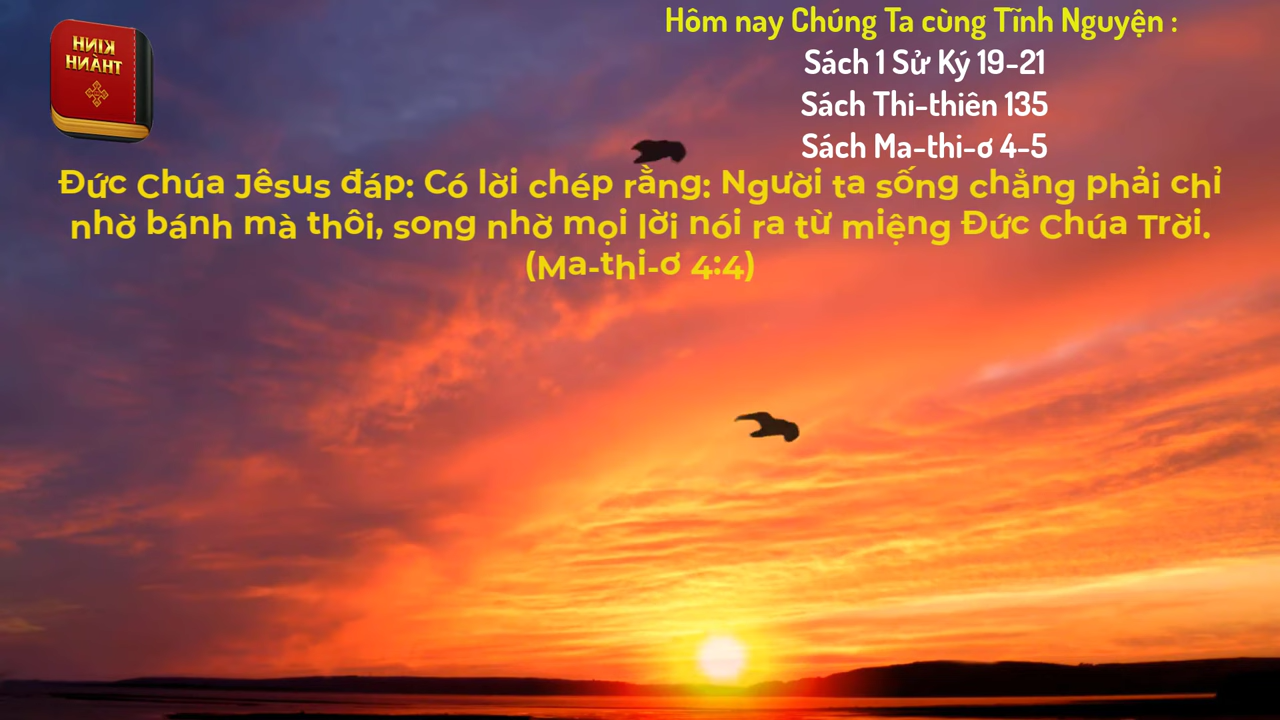 KINH
THÁNH
Hôm nay Chúng Ta cùng Tĩnh Nguyện :
Sách 1 Sử Ký 19-21
Sách Thi-thiên 135
Sách Ma-thi-ơ 4-5
Đức Chúa Jêsus đáp: Có lời chép rằng: Người ta sống chẳng phải chỉ
nhờ bánh mà thôi, song nhờ mọi lời nói ra từ miệng Đức Chúa Trời.
(Ma-thi-ơ 4:4)